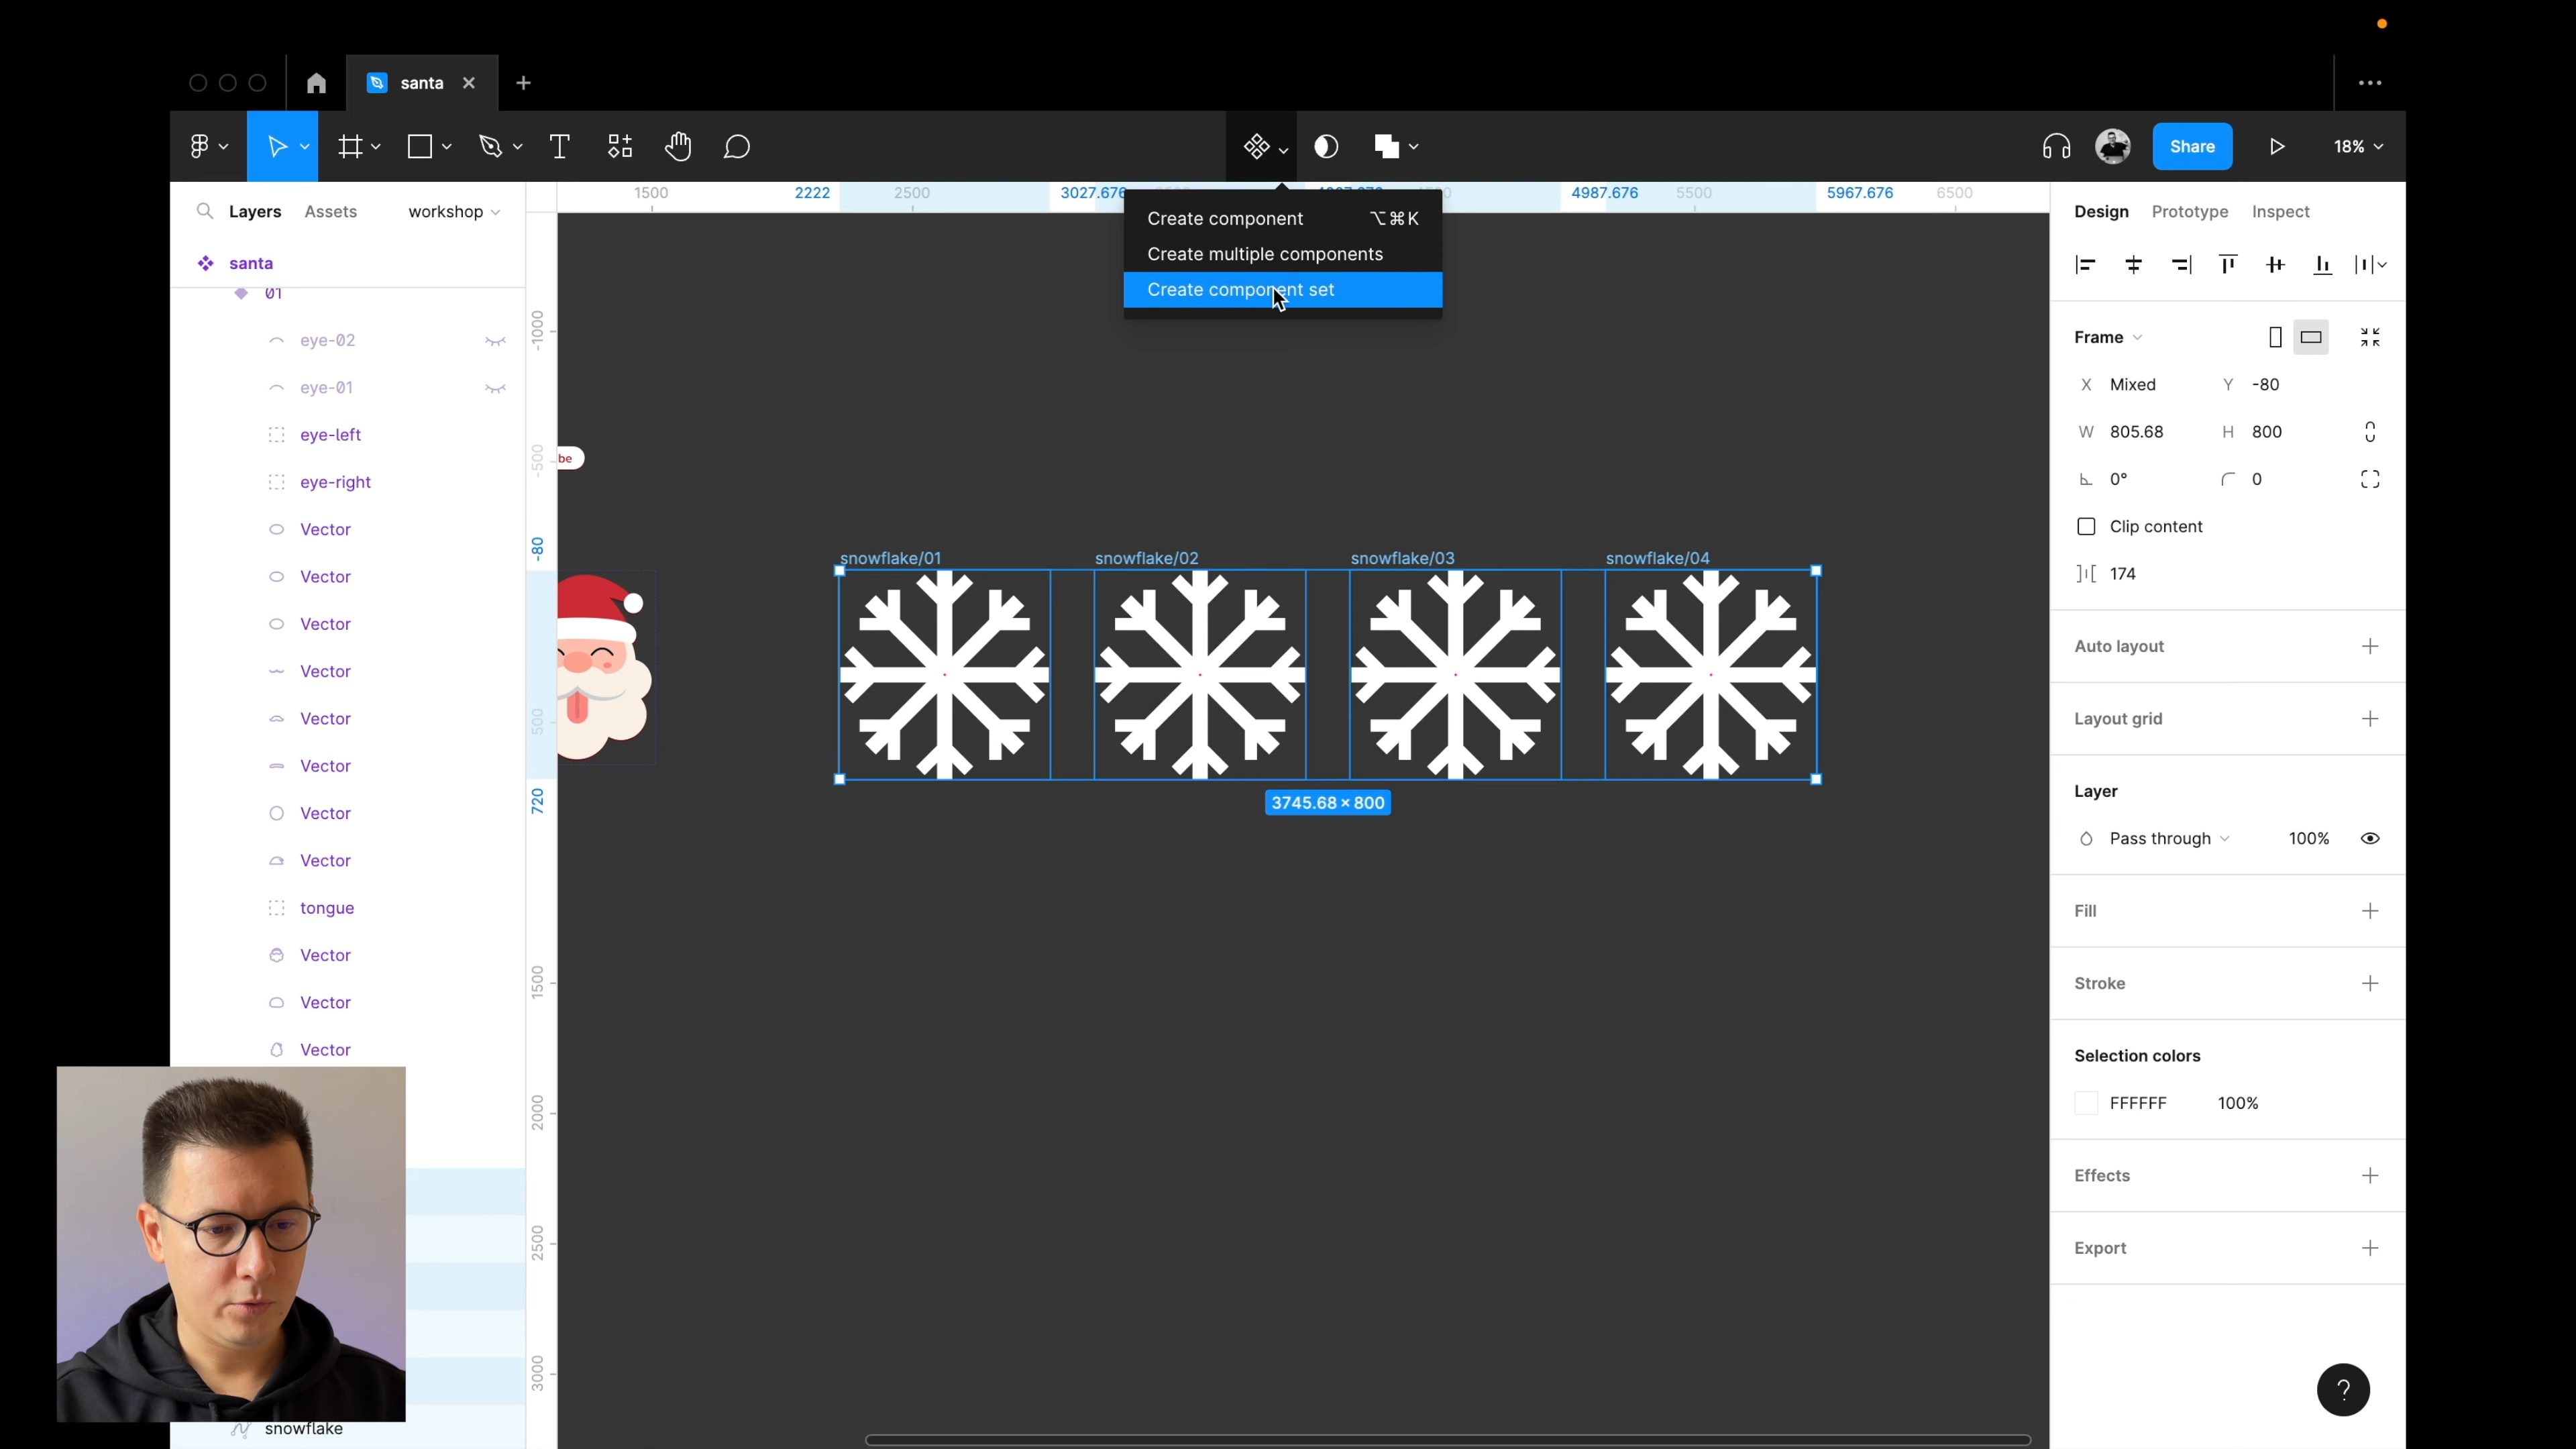 santa
Share
18%
Layers
Assets
workshop
santa
01
eye-02
eye-01
eye-left
eye-right
Vector
Vector
Vector
Vector
Vector
Vector
Vector
Vector
tongue
Vector
Vector
Vector
snowflake
1500
2222
2500
3027.676
4987.676
5500
5967.676
6500
-1000
-500
-80
500
720
1500
2000
2500
3000
Create component ⌥⌘K
Create multiple components
Create component set
be
snowflake/01
snowflake/02
snowflake/03
snowflake/04
3745.68 × 800
Design
Prototype
Inspect
Frame
X Mixed
Y -80
W 805.68
H 800
0°
0
Clip content
174
Auto layout
Layout grid
Layer
Pass through
100%
Fill
Stroke
Selection colors
FFFFFF
100%
Effects
Export
?